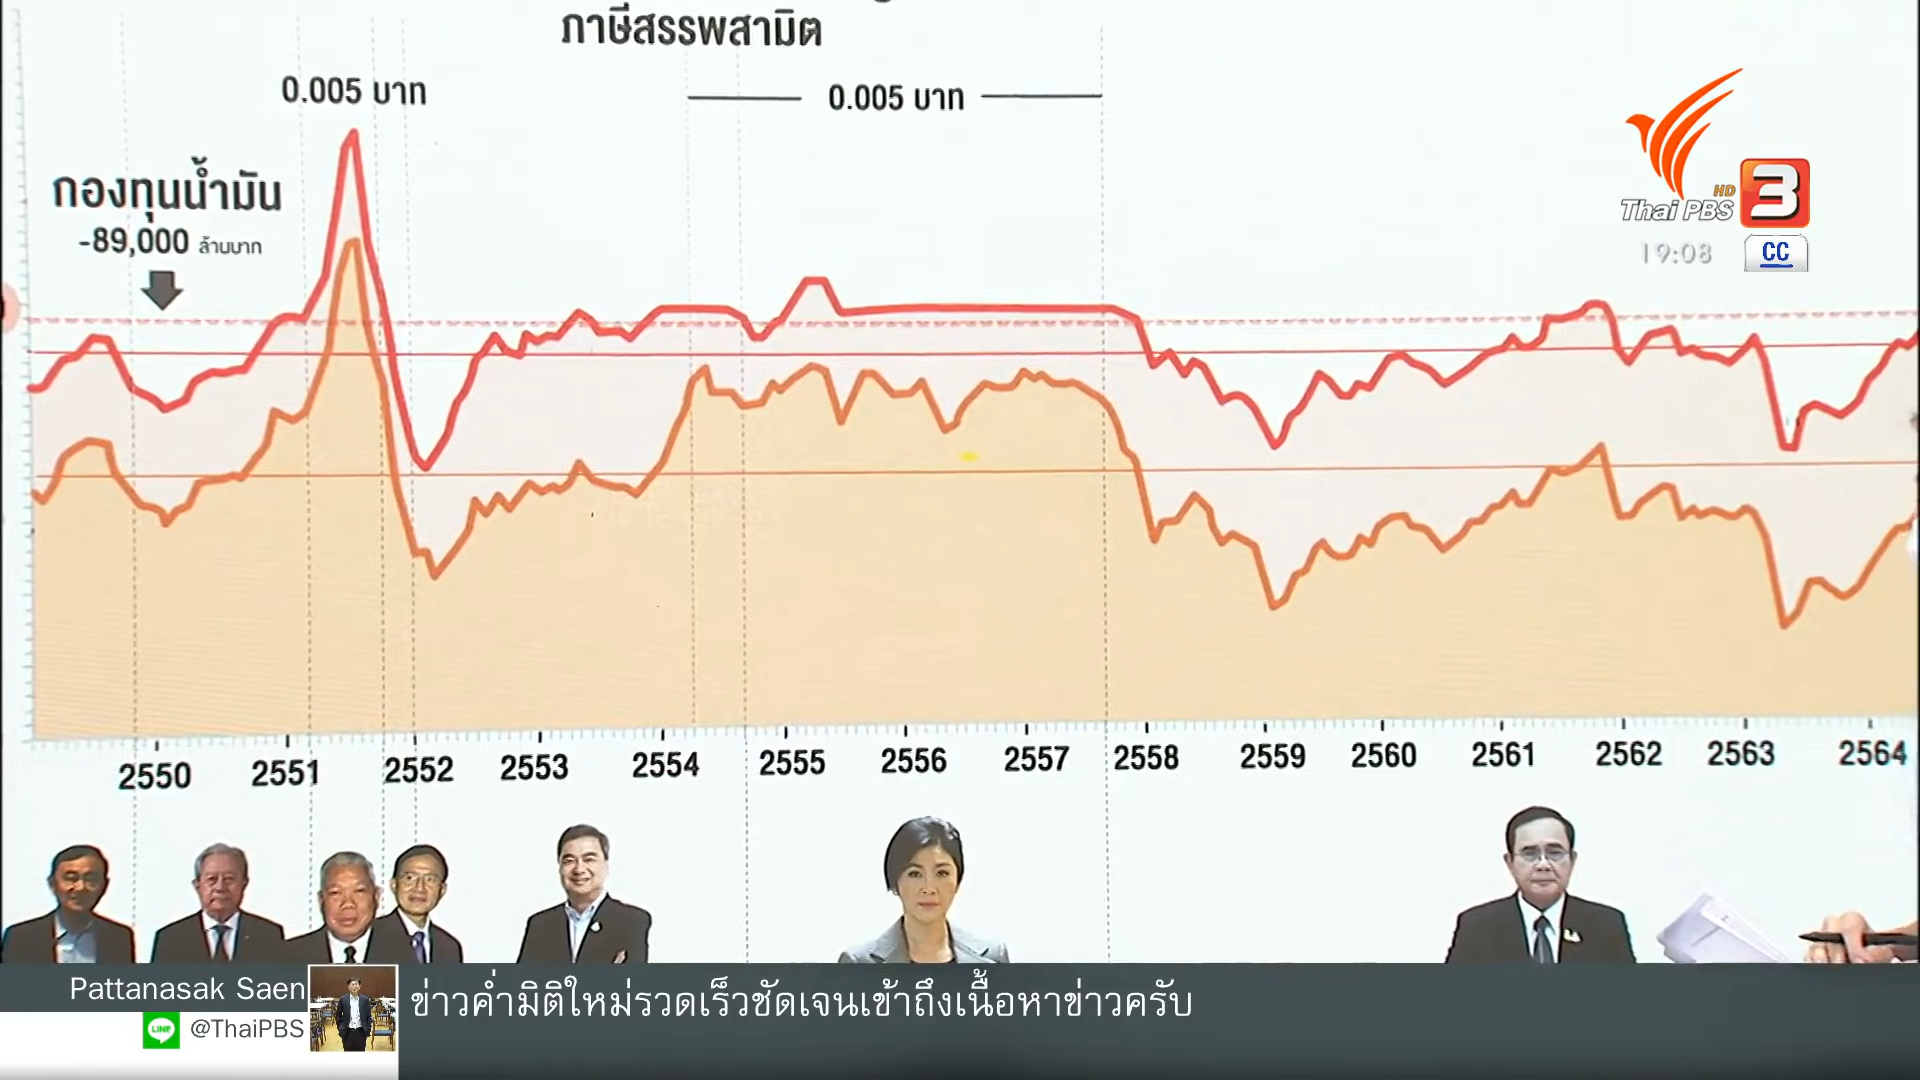 ภาษีสรรพสามิต
0.005 บาท
0.005 บาท
กองทุนน้ำมัน
-89,000 ล้านบาท
HD
Thai PBS 3
19:08
CC
2550 2551 2552 2553 2554 2555 2556 2557 2558 2559 2560 2561 2562 2563 2564
Pattanasak Saen
ข่าวค่ำมิติใหม่รวดเร็วชัดเจนเข้าถึงเนื้อหาข่าวครับ
LINE @ThaiPBS